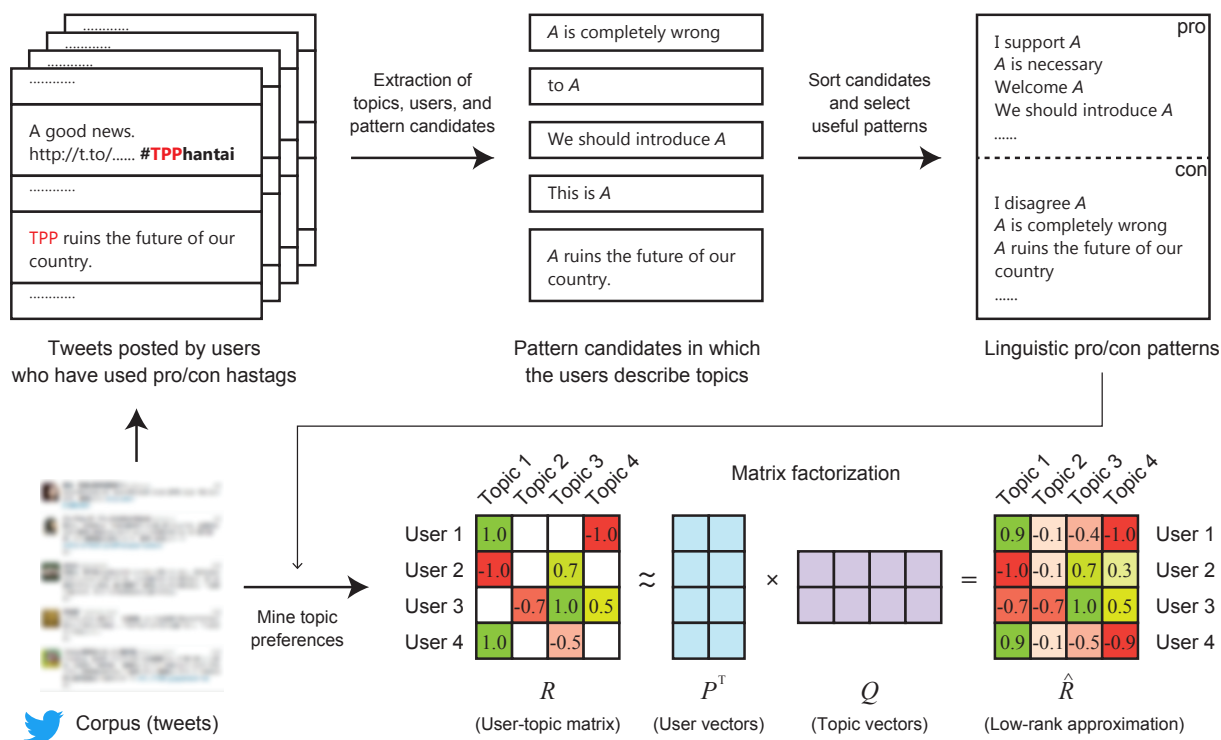 ............
............
............
............
A good news.
http://t.to/...... #TPPhantai
............
TPP ruins the future of our
country.
............
Tweets posted by users
who have used pro/con hastags
Extraction of
topics, users, and
pattern candidates
A is completely wrong
to A
We should introduce A
This is A
A ruins the future of our
country.
Pattern candidates in which
the users describe topics
Sort candidates
and select
useful patterns
pro
I support A
A is necessary
Welcome A
We should introduce A
......
con
I disagree A
A is completely wrong
A ruins the future of our
country
......
Linguistic pro/con patterns
Corpus (tweets)
Mine topic
preferences
Matrix factorization
Topic 1 Topic 2 Topic 3 Topic 4
User 1 1.0 -1.0
User 2 -1.0 0.7
User 3 -0.7 1.0 0.5
User 4 1.0 -0.5
R
(User-topic matrix)
≈
P^T
(User vectors)
×
Q
(Topic vectors)
=
Topic 1 Topic 2 Topic 3 Topic 4
0.9 -0.1 -0.4 -1.0 User 1
-1.0 -0.1 0.7 0.3 User 2
-0.7 -0.7 1.0 0.5 User 3
0.9 -0.1 -0.5 -0.9 User 4
R̂
(Low-rank approximation)